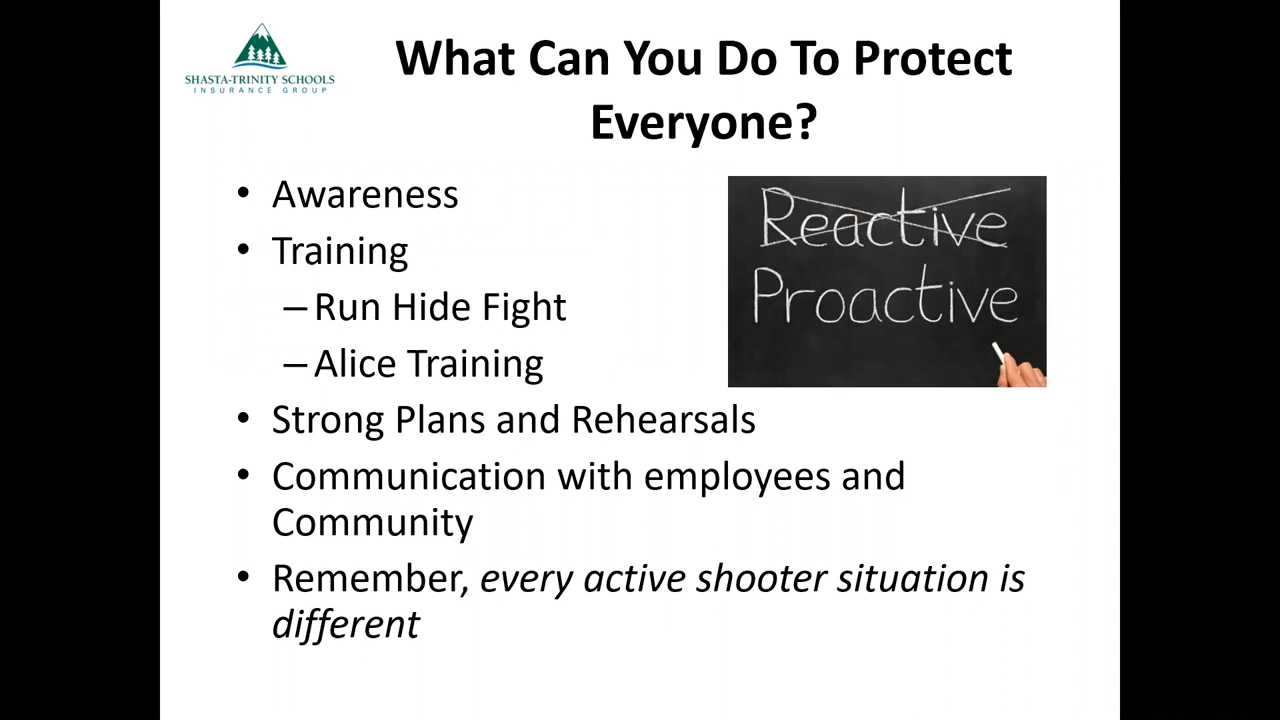 SHASTA-TRINITY SCHOOLS
INSURANCE GROUP
What Can You Do To Protect
Everyone?
• Awareness
• Training
– Run Hide Fight
– Alice Training
Reactive
Proactive
• Strong Plans and Rehearsals
• Communication with employees and
Community
• Remember, every active shooter situation is
different